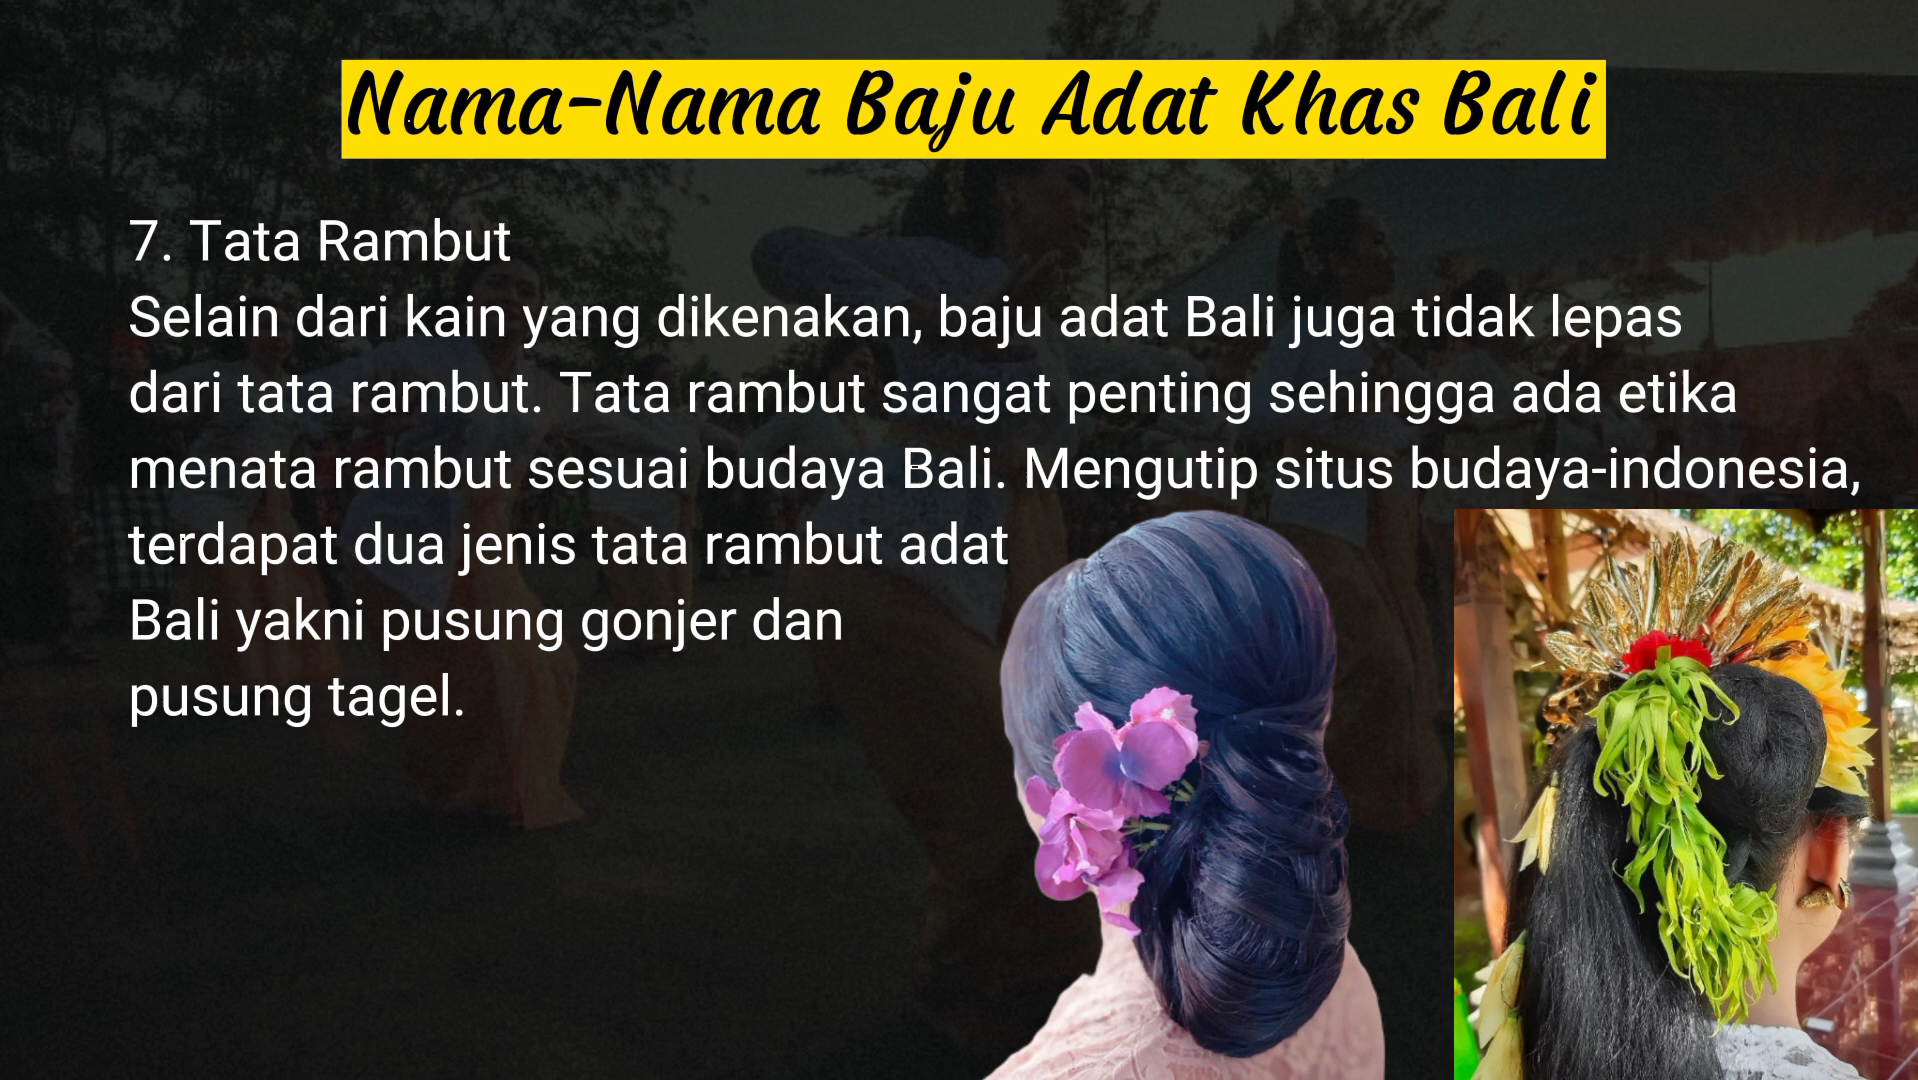 Nama-Nama Baju Adat Khas Bali
7. Tata Rambut
Selain dari kain yang dikenakan, baju adat Bali juga tidak lepas
dari tata rambut. Tata rambut sangat penting sehingga ada etika
menata rambut sesuai budaya Bali. Mengutip situs budaya-indonesia,
terdapat dua jenis tata rambut adat
Bali yakni pusung gonjer dan
pusung tagel.